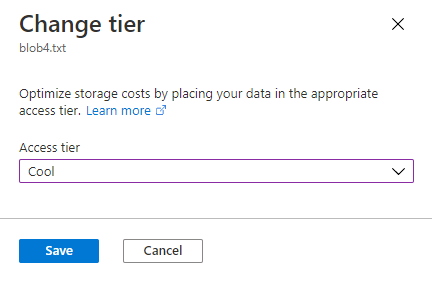 Change tier
blob4.txt
Optimize storage costs by placing your data in the appropriate
access tier. Learn more
Access tier
Cool
Save Cancel